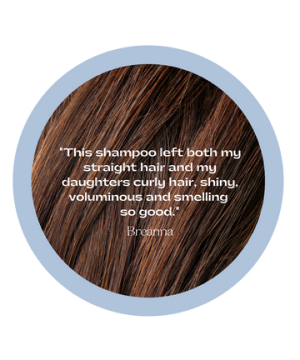 "This shampoo left both my
straight hair and my
daughters curly hair, shiny,
voluminous and smelling
so good."
Breanna